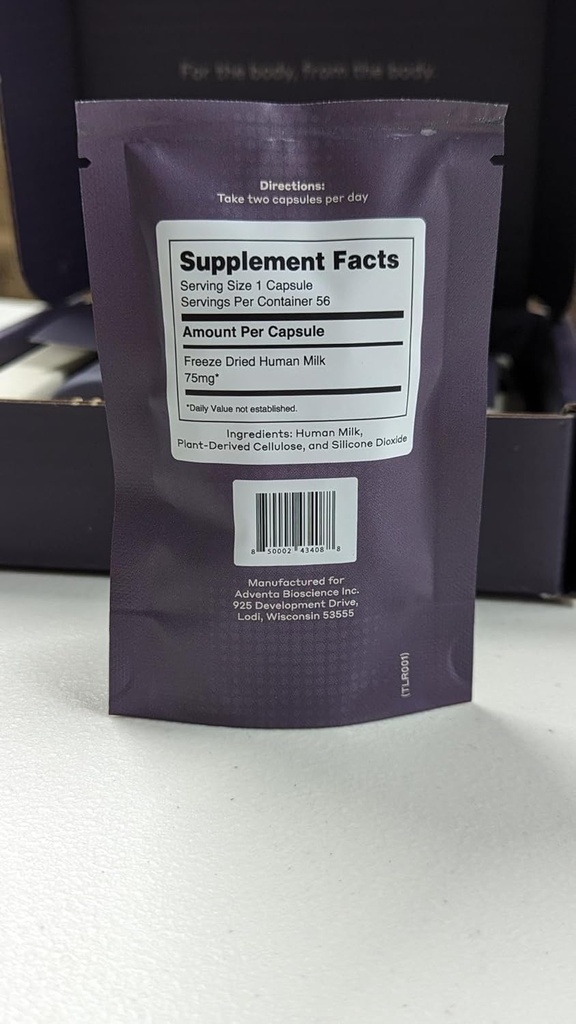 For the body, from the body.
Directions:
Take two capsules per day
Supplement Facts
Serving Size 1 Capsule
Servings Per Container 56
Amount Per Capsule
Freeze Dried Human Milk
75mg*
*Daily Value not established.
Ingredients: Human Milk,
Plant-Derived Cellulose, and Silicone Dioxide
8 50002 43408 8
Manufactured for
Adventa Bioscience Inc.
925 Development Drive,
Lodi, Wisconsin 53555
(TLR001)